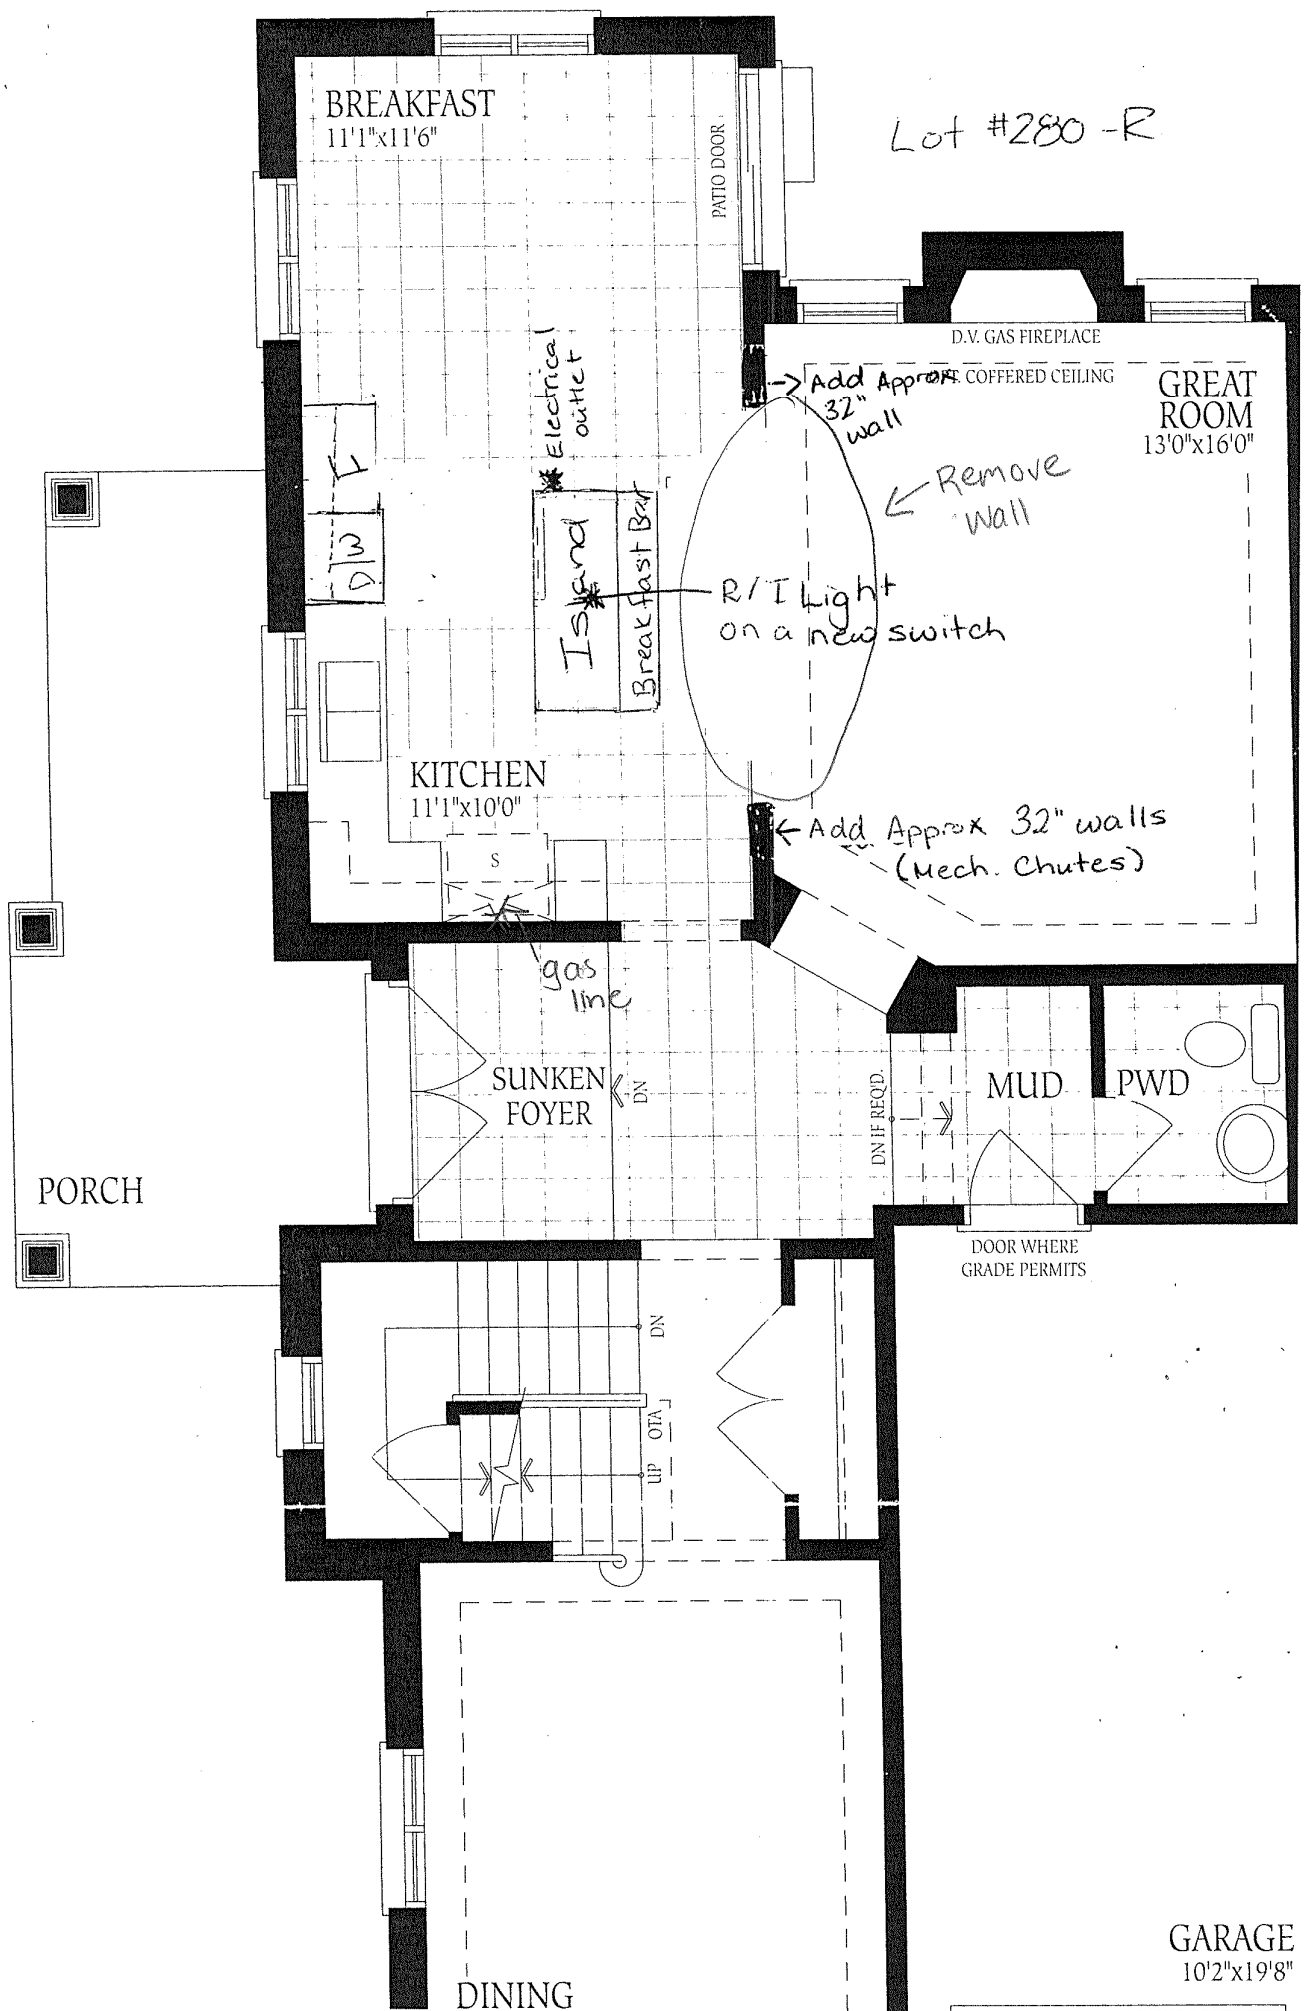 BREAKFAST
11'1"x11'6"
PATIO DOOR
Lot #280-R
D.V. GAS FIREPLACE
COFFERED CEILING
GREAT
ROOM
13'0"x16'0"
Electrical
outlet
Add Approx
32"
wall
Remove
Wall
F
D/W
Island
Breakfast Bar
R/I Light
on a new switch
KITCHEN
11'1"x10'0"
S
Add Approx 32" walls
(Mech. Chutes)
gas
line
SUNKEN
FOYER
DN
DN IF REQ'D.
MUD
PWD
PORCH
DOOR WHERE
GRADE PERMITS
DN
UP
OTA
DINING
GARAGE
10'2"x19'8"